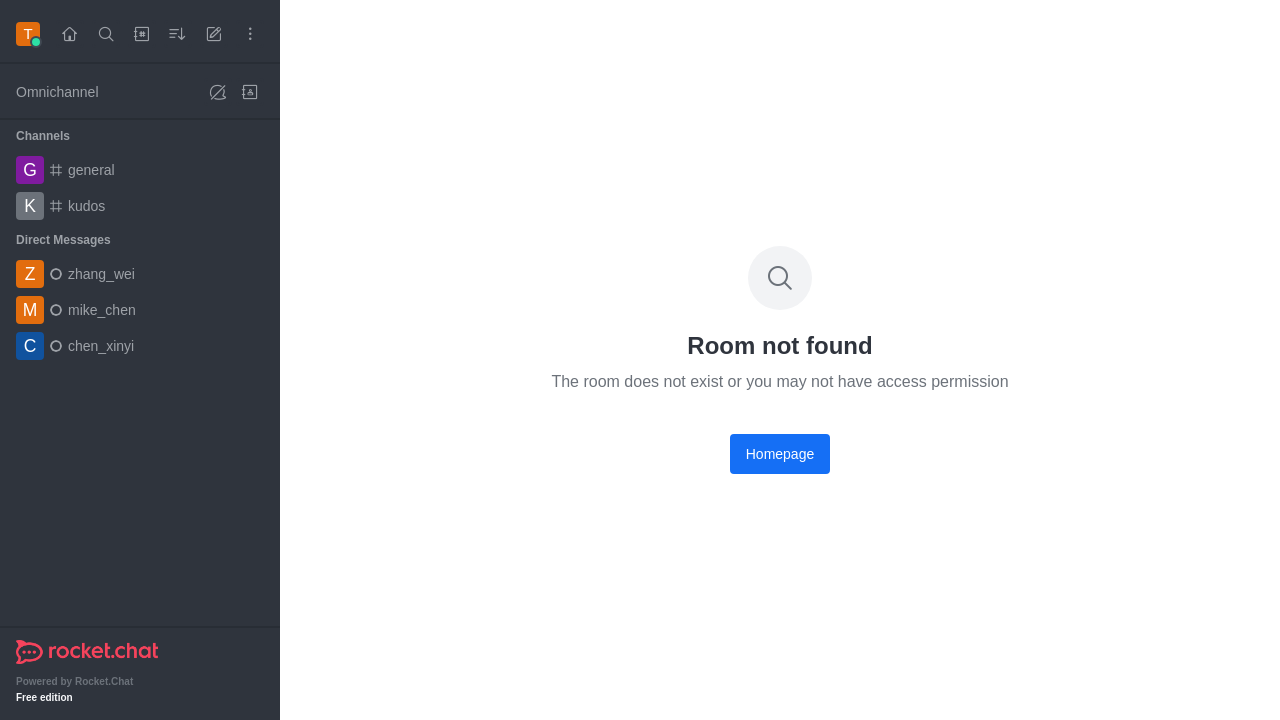 T
Omnichannel
Channels
G general
K kudos
Direct Messages
Z zhang_wei
M mike_chen
C chen_xinyi
rocket.chat
Powered by Rocket.Chat
Free edition
Room not found
The room does not exist or you may not have access permission
Homepage